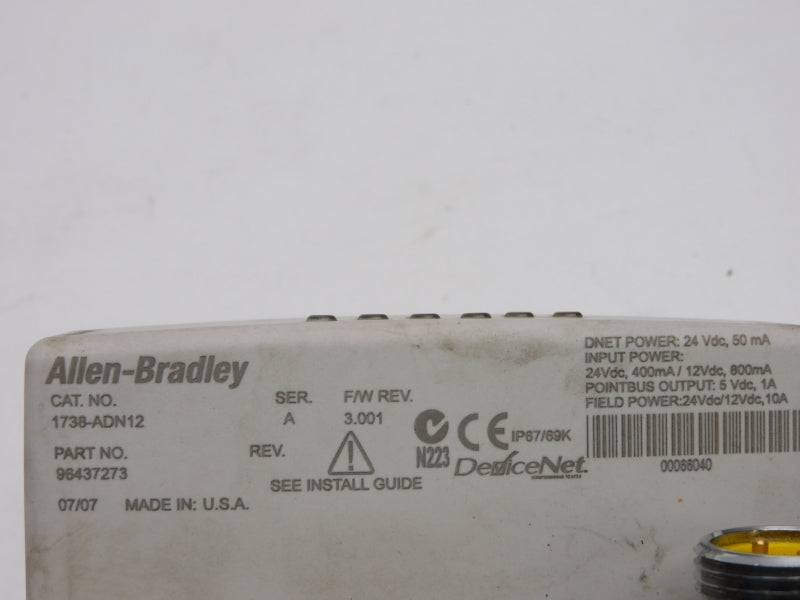 Allen-Bradley
CAT. NO. SER. F/W REV.
1738-ADN12 A 3.001
PART NO. REV.
96437273
SEE INSTALL GUIDE
07/07 MADE IN: U.S.A.
N223
IP67/69K
DeviceNet
DNET POWER: 24 Vdc, 50 mA
INPUT POWER:
24Vdc, 400mA / 12Vdc, 800mA
POINTBUS OUTPUT: 5 Vdc, 1A
FIELD POWER:24Vdc/12Vdc,10A
00066040